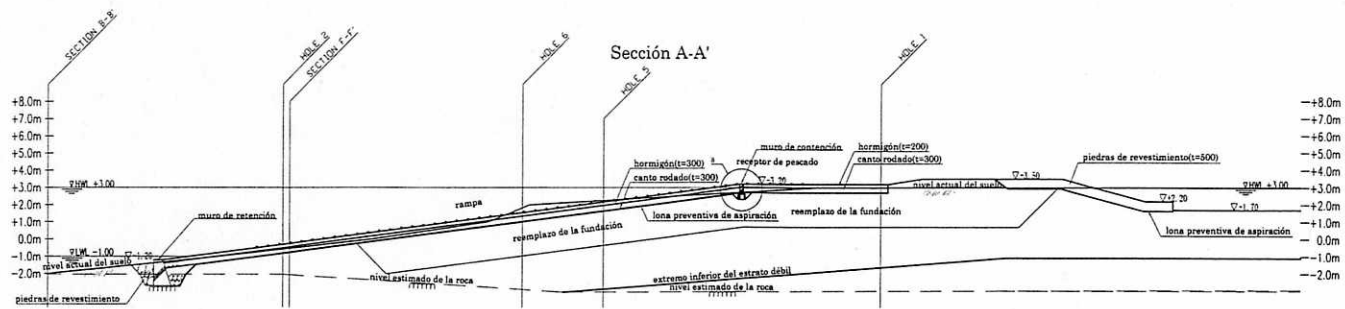 SECTION B-B'
HOLE 2
SECTION F-F'
HOLE 6
HOLE 5
HOLE 1
Sección A-A'
+8.0m
+7.0m
+6.0m
+5.0m
+4.0m
+3.0m
+2.0m
+1.0m
0.0m
-1.0m
-2.0m
+8.0m
+7.0m
+6.0m
+5.0m
+4.0m
+3.0m
+2.0m
+1.0m
0.0m
-1.0m
-2.0m
muro de contención
hormigón(t=300)
a
receptor de pescado
hormigón(t=200)
canto rodado(t=300)
canto rodado(t=300)
piedras de revestimiento(t=500)
HWL +3.00
nivel actual del suelo
HWL +3.00
rampa
muro de retención
lona preventiva de aspiración
reemplazo de la fundación
reemplazo de la fundación
lona preventiva de aspiración
LWL -1.00
nivel actual del suelo
nivel estimado de la roca
extremo inferior del estrato débil
nivel estimado de la roca
piedras de revestimiento